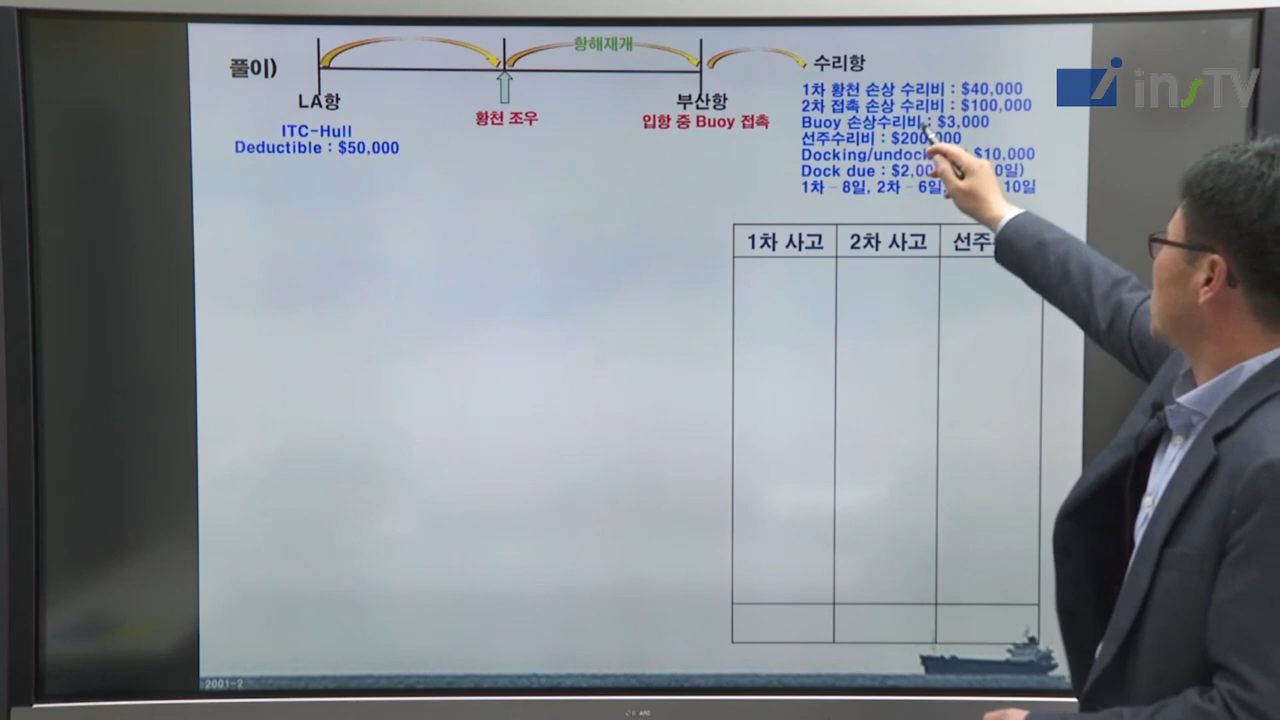 풀이)
항해재개
수리항
LA항
황천 조우
부산항
입항 중 Buoy 접촉
ITC-Hull
Deductible : $50,000
1차 황천 손상 수리비 : $40,000
2차 접촉 손상 수리비 : $100,000
Buoy 손상수리비 : $3,000
선주수리비 : $200,000
Docking/undock $10,000
Dock due : $2,00 0일)
1차 - 8일, 2차 - 6일, 10일
1차 사고
2차 사고
선주
2001-2
insTV